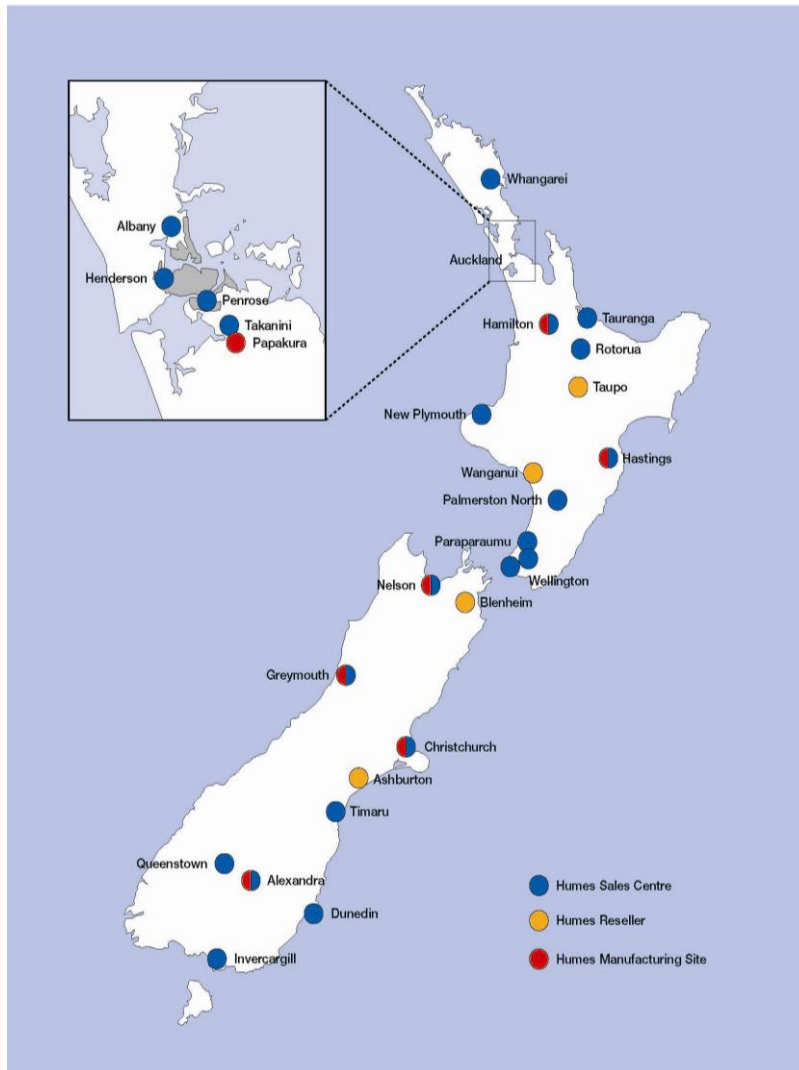 Whangarei
Albany
Auckland
Henderson
Penrose
Takanini
Papakura
Hamilton
Tauranga
Rotorua
Taupo
New Plymouth
Hastings
Wanganui
Palmerston North
Paraparaumu
Wellington
Nelson
Blenheim
Greymouth
Christchurch
Ashburton
Timaru
Queenstown
Alexandra
Dunedin
Invercargill
Humes Sales Centre
Humes Reseller
Humes Manufacturing Site